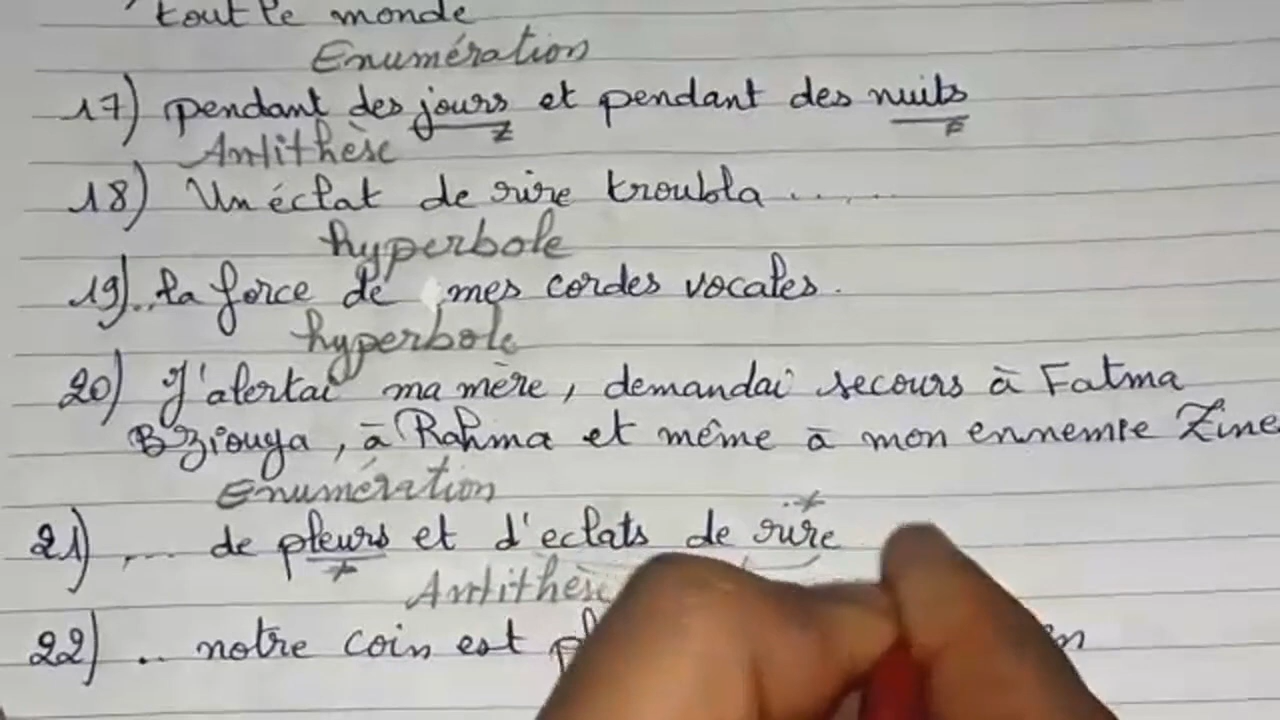 tout le monde
Enumération
17) pendant des jours et pendant des nuits
Antithèse
18) Un éclat de rire troubla .......
hyperbole
19).. la force de mes cordes vocales.
hyperbole
20) J'alertai ma mère, demandai secours à Fatma
Bziouya, à Rahma et même à mon ennemie Zineb
Enumération
21) .... de pleurs et d'eclats de rire
Antithèse
22) .. notre coin est